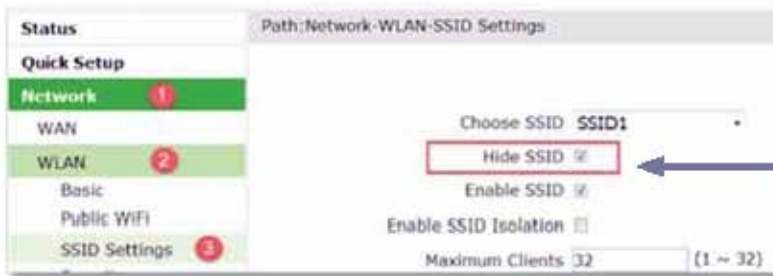 Status
Path:Network-WLAN-SSID Settings
Quick Setup
Network 1
WAN
Choose SSID SSID1
WLAN 2
Hide SSID
Basic
Enable SSID
Public WiFi
Enable SSID Isolation
SSID Settings 3
Maximum Clients 32 (1 ~ 32)